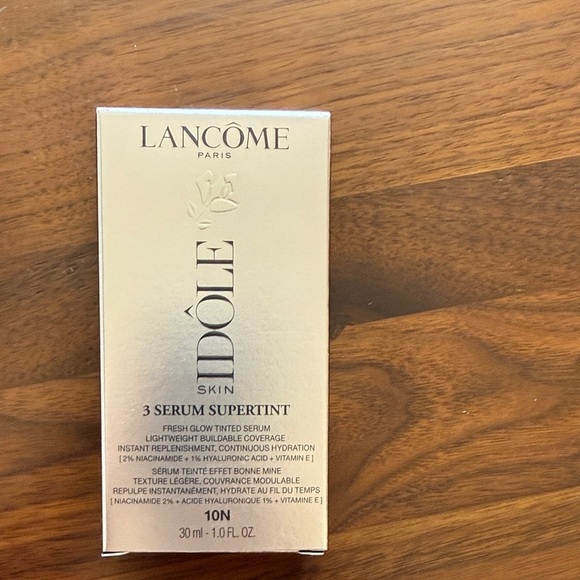 LANCÔME
PARIS
SKIN IDÔLE
3 SERUM SUPERTINT
FRESH GLOW TINTED SERUM
LIGHTWEIGHT BUILDABLE COVERAGE
INSTANT REPLENISHMENT, CONTINUOUS HYDRATION
[ 2% NIACINAMIDE + 1% HYALURONIC ACID + VITAMIN E ]
SÉRUM TEINTÉ EFFET BONNE MINE
TEXTURE LÉGÈRE, COUVRANCE MODULABLE
REPULPE INSTANTANÉMENT, HYDRATE AU FIL DU TEMPS
[ NIACINAMIDE 2% + ACIDE HYALURONIQUE 1% + VITAMINE E ]
10N
30 ml - 1.0 FL. OZ.